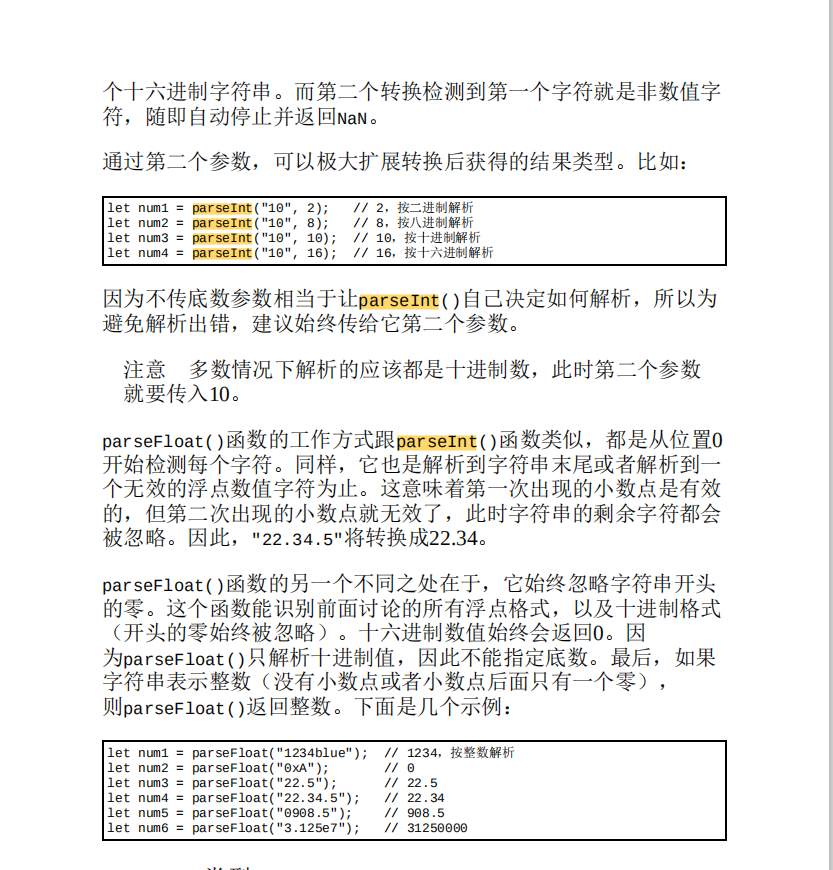 个十六进制字符串。而第二个转换检测到第一个字符就是非数值字
符，随即自动停止并返回NaN。
通过第二个参数，可以极大扩展转换后获得的结果类型。比如：
let num1 = parseInt("10", 2);   // 2，按二进制解析
let num2 = parseInt("10", 8);   // 8，按八进制解析
let num3 = parseInt("10", 10);  // 10，按十进制解析
let num4 = parseInt("10", 16);  // 16，按十六进制解析
因为不传底数参数相当于让parseInt()自己决定如何解析，所以为
避免解析出错，建议始终传给它第二个参数。
注意　多数情况下解析的应该都是十进制数，此时第二个参数
就要传入10。
parseFloat()函数的工作方式跟parseInt()函数类似，都是从位置0
开始检测每个字符。同样，它也是解析到字符串末尾或者解析到一
个无效的浮点数值字符为止。这意味着第一次出现的小数点是有效
的，但第二次出现的小数点就无效了，此时字符串的剩余字符都会
被忽略。因此，"22.34.5"将转换成22.34。
parseFloat()函数的另一个不同之处在于，它始终忽略字符串开头
的零。这个函数能识别前面讨论的所有浮点格式，以及十进制格式
（开头的零始终被忽略）。十六进制数值始终会返回0。因
为parseFloat()只解析十进制值，因此不能指定底数。最后，如果
字符串表示整数（没有小数点或者小数点后面只有一个零），
则parseFloat()返回整数。下面是几个示例：
let num1 = parseFloat("1234blue");  // 1234，按整数解析
let num2 = parseFloat("0xA");       // 0
let num3 = parseFloat("22.5");      // 22.5
let num4 = parseFloat("22.34.5");   // 22.34
let num5 = parseFloat("0908.5");    // 908.5
let num6 = parseFloat("3.125e7");   // 31250000